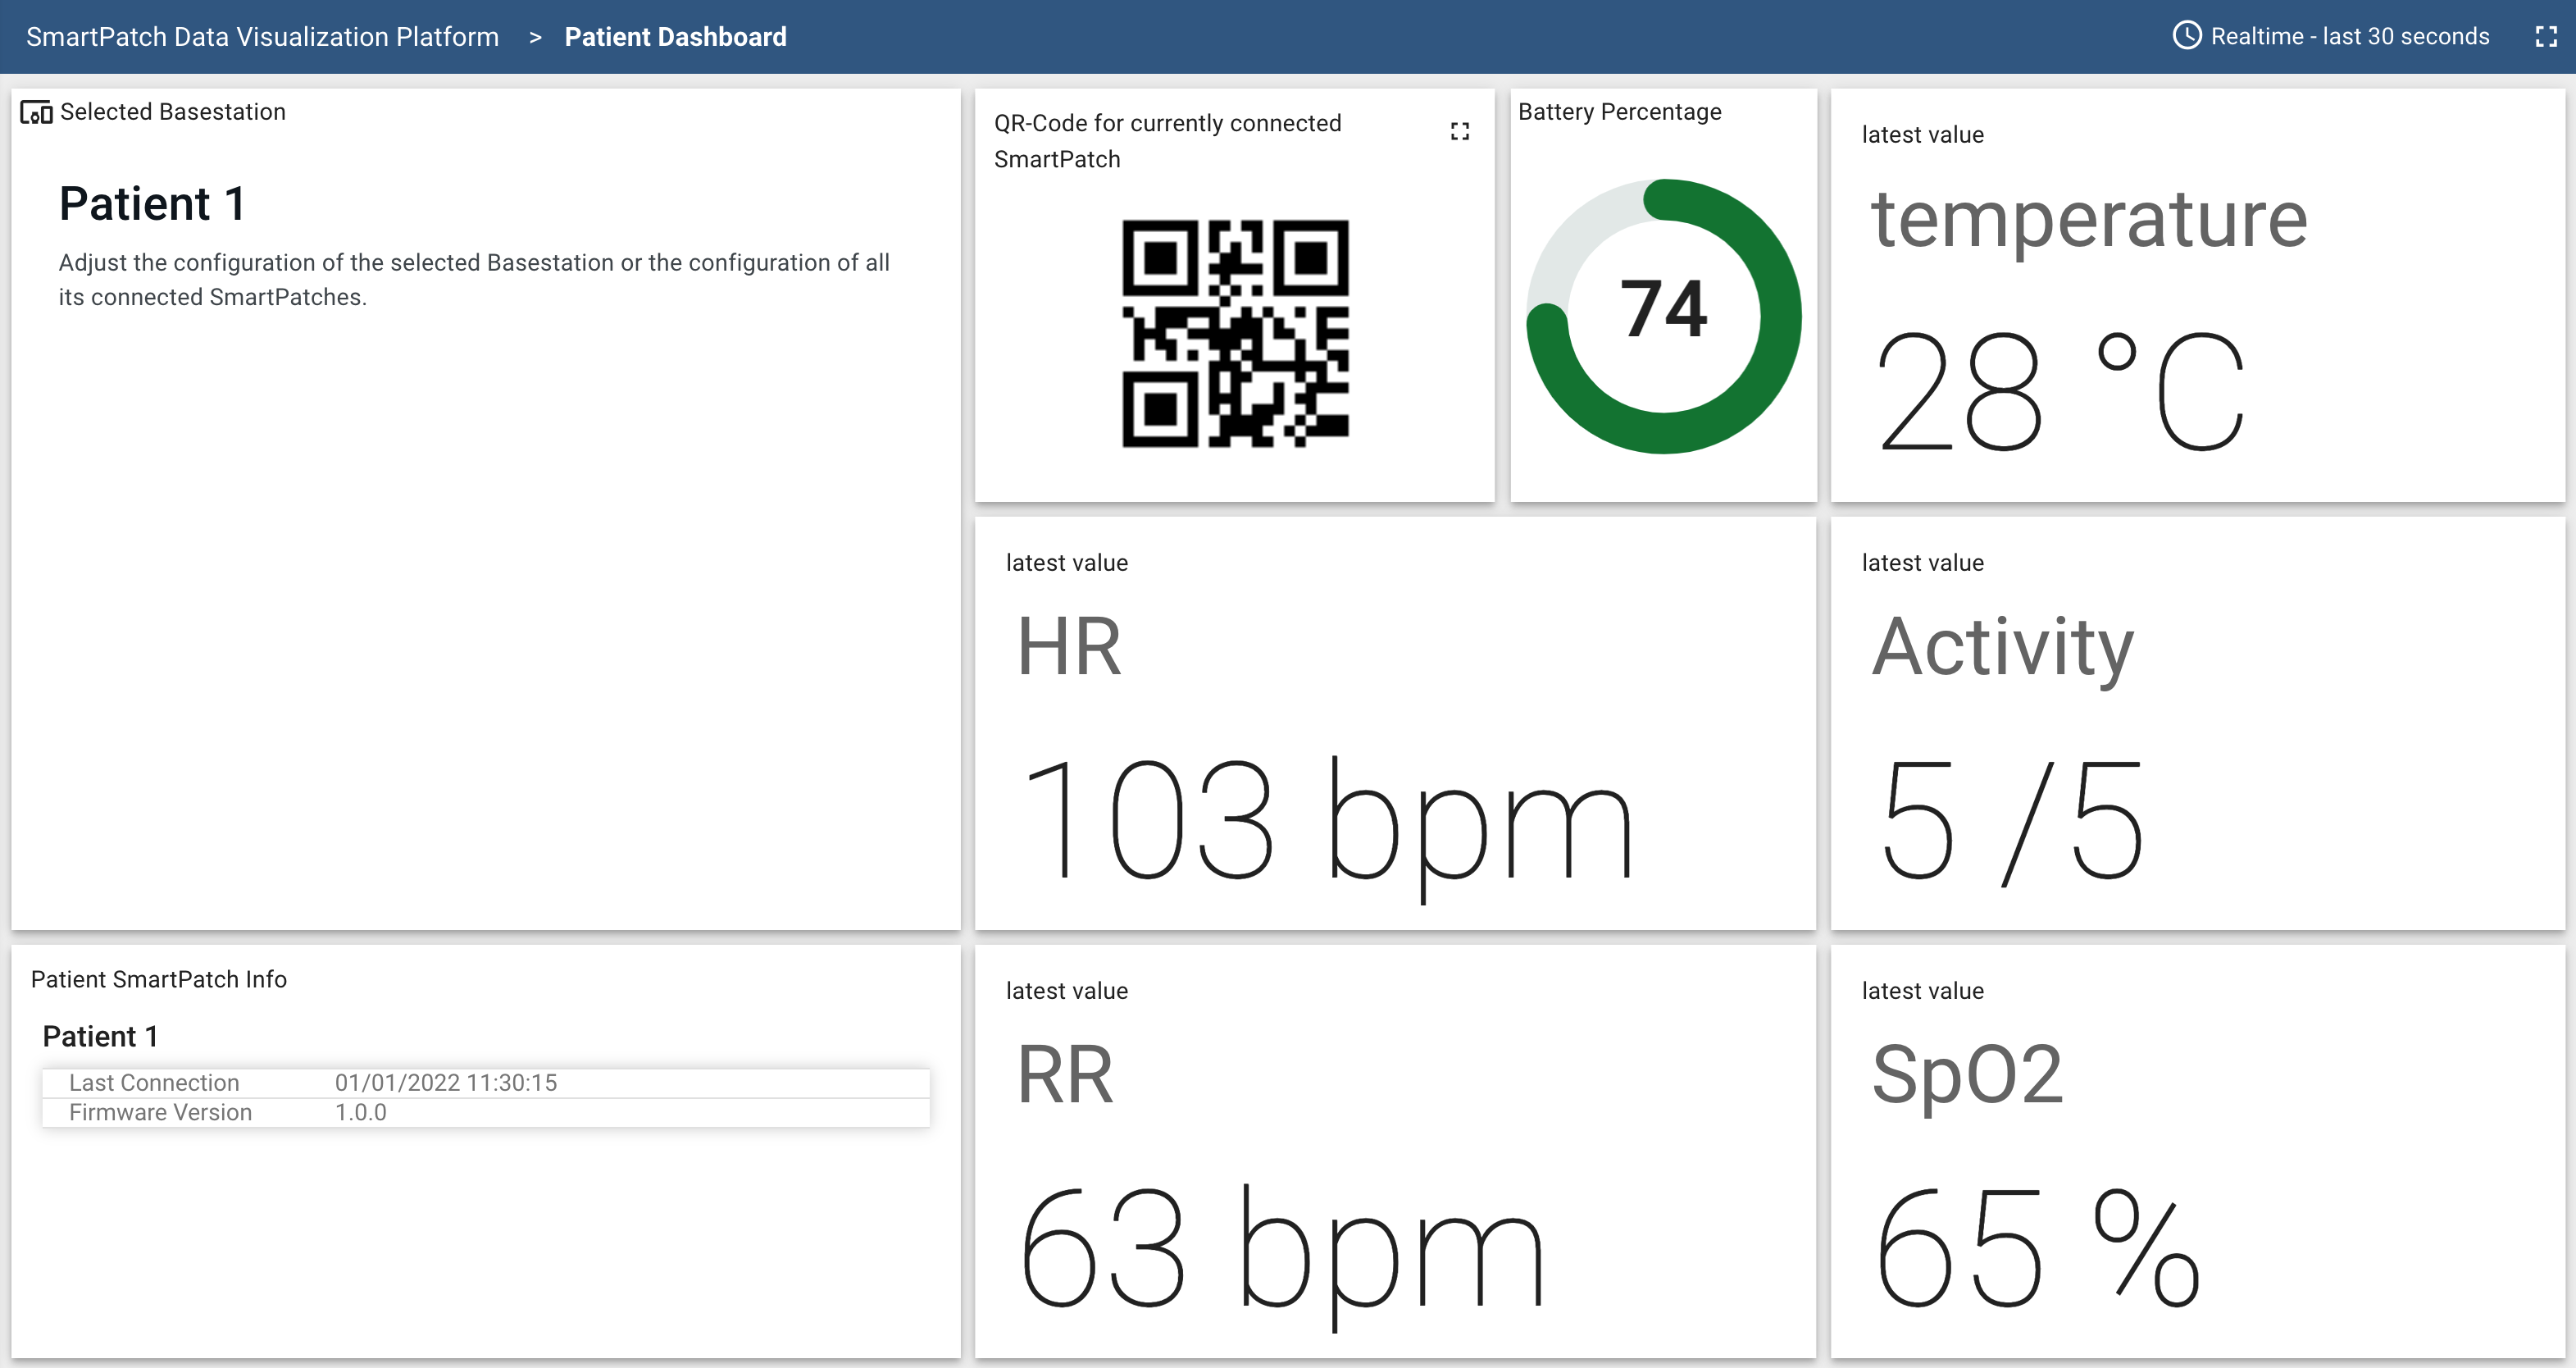 SmartPatch Data Visualization Platform > Patient Dashboard
Realtime - last 30 seconds
Selected Basestation
Patient 1
Adjust the configuration of the selected Basestation or the configuration of all
its connected SmartPatches.
QR-Code for currently connected
SmartPatch
Battery Percentage
74
latest value
temperature
28 °C
latest value
HR
103 bpm
latest value
Activity
5 /5
Patient SmartPatch Info
Patient 1
Last Connection 01/01/2022 11:30:15
Firmware Version 1.0.0
latest value
RR
63 bpm
latest value
SpO2
65 %